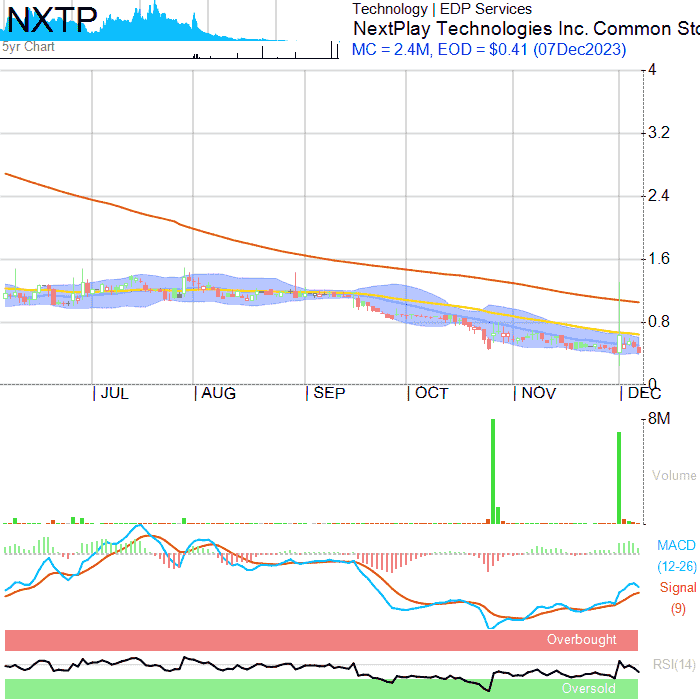 NXTP
5yr Chart
Technology | EDP Services
NextPlay Technologies Inc. Common Sto
MC = 2.4M, EOD = $0.41 (07Dec2023)
4
3.2
2.4
1.6
0.8
0
JUL
AUG
SEP
OCT
NOV
DEC
8M
Volume
MACD
(12-26)
Signal
(9)
Overbought
RSI(14)
Oversold